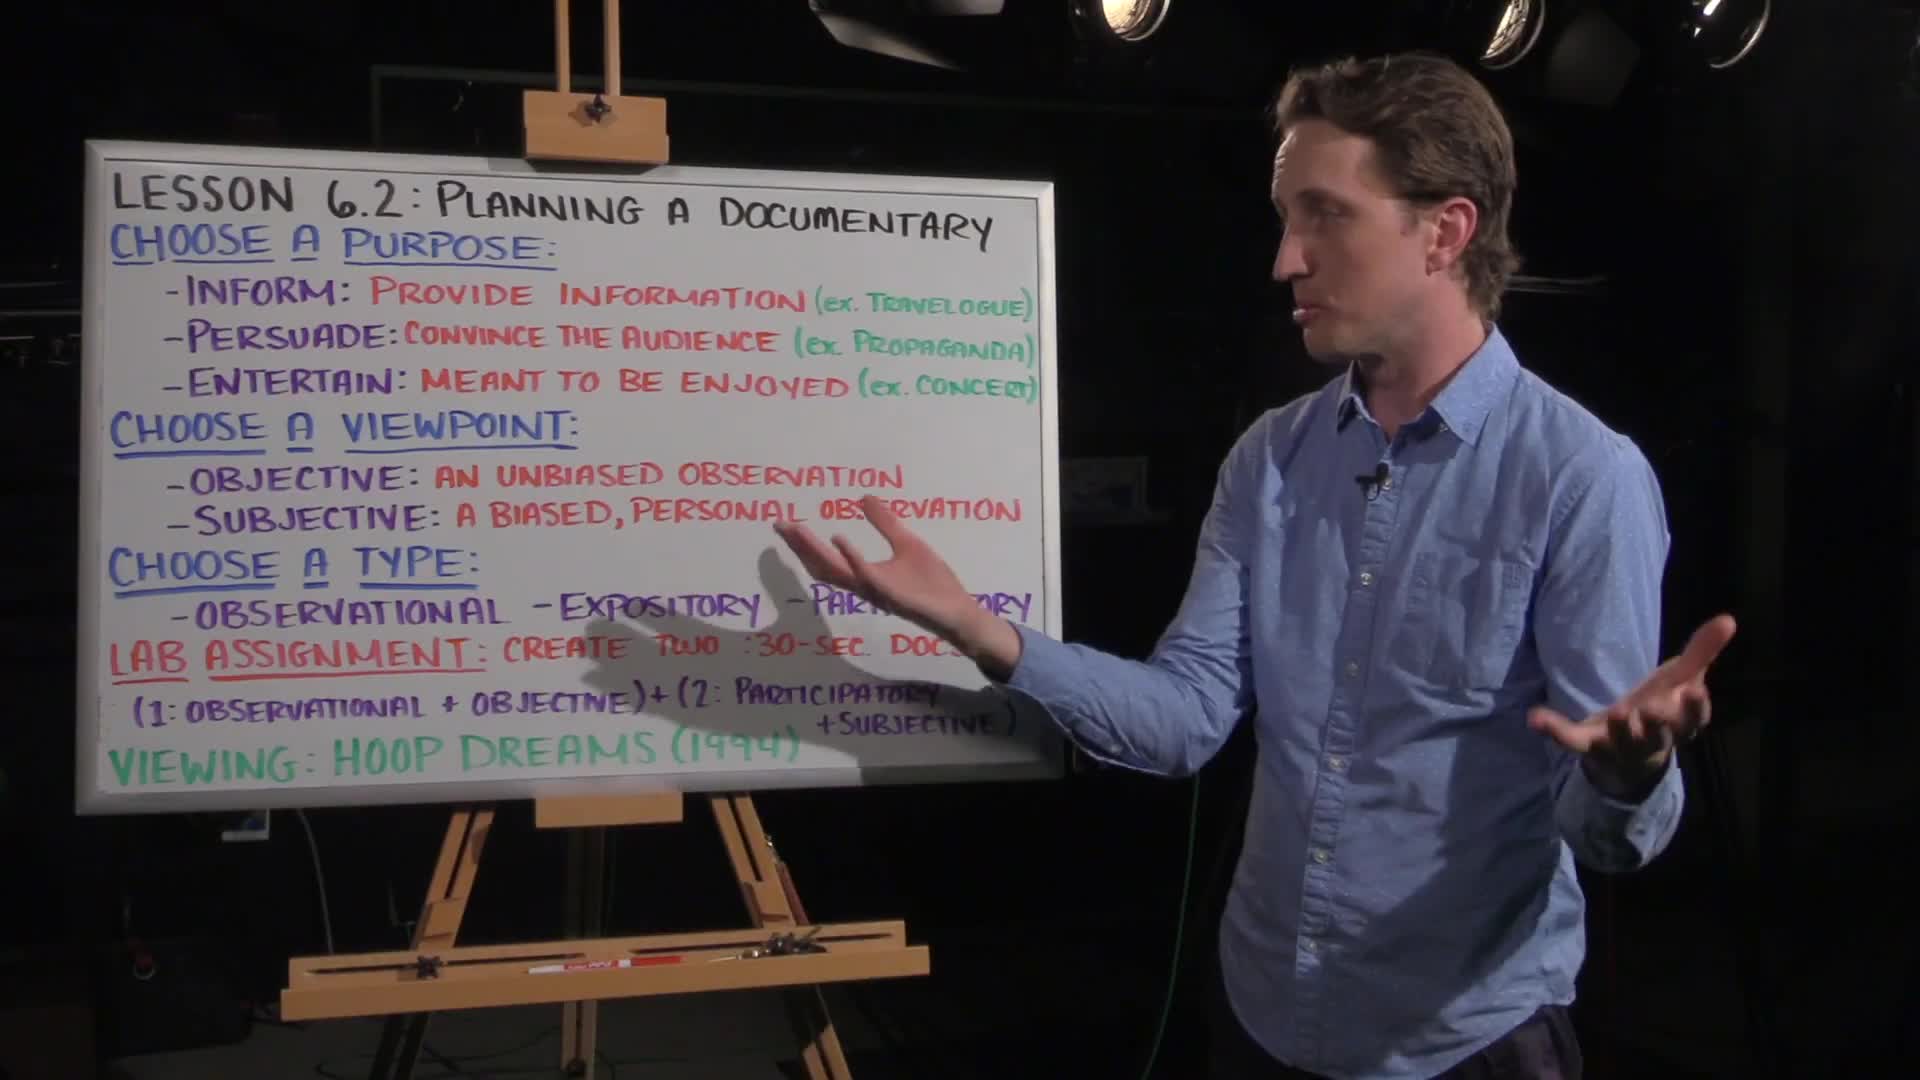 LESSON 6.2: PLANNING A DOCUMENTARY
CHOOSE A PURPOSE:
-INFORM: PROVIDE INFORMATION (ex. TRAVELOGUE)
-PERSUADE: CONVINCE THE AUDIENCE (ex. PROPAGANDA)
-ENTERTAIN: MEANT TO BE ENJOYED (ex. CONCERT)
CHOOSE A VIEWPOINT:
-OBJECTIVE: AN UNBIASED OBSERVATION
-SUBJECTIVE: A BIASED, PERSONAL OBSERVATION
CHOOSE A TYPE:
-OBSERVATIONAL -EXPOSITORY
LAB ASSIGNMENT: CREATE TWO :30-SEC. DOCS
(1: OBSERVATIONAL + OBJECTIVE) + (2: PARTICIPATORY
+SUBJECTIVE)
VIEWING: HOOP DREAMS (1994)